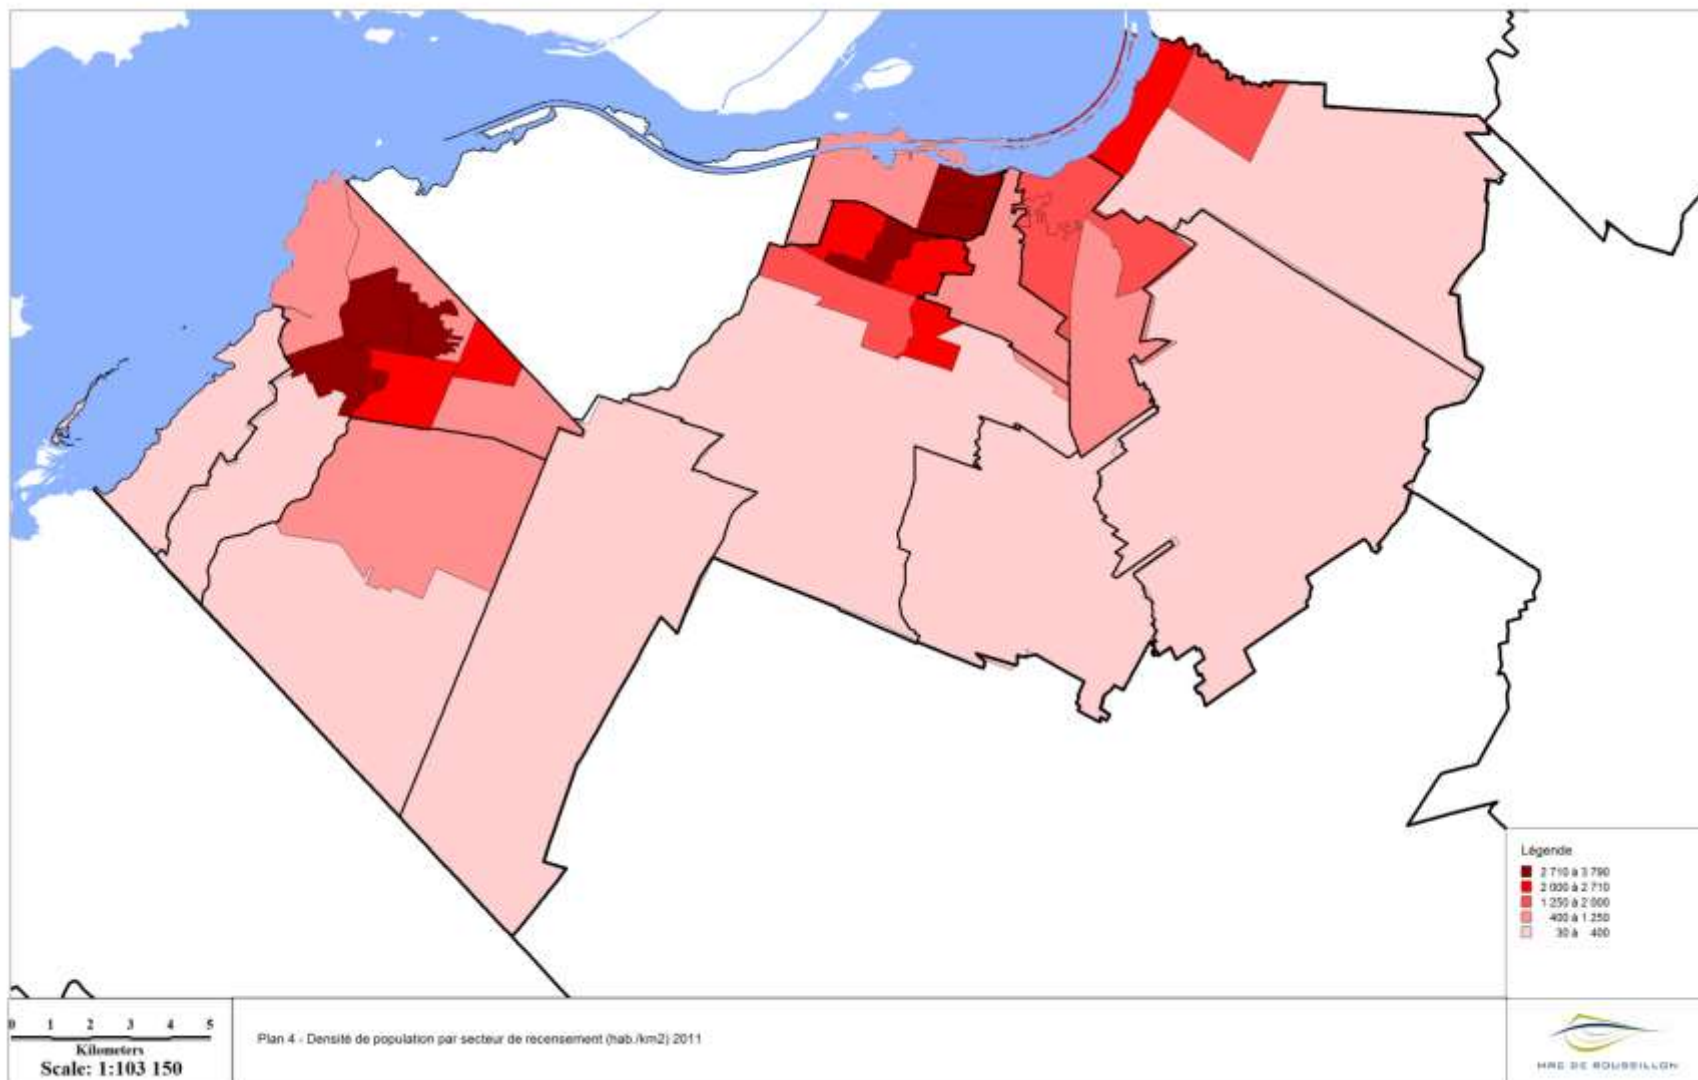 Légende
2 710 à 3 790
2 000 à 2 710
1 250 à 2 000
400 à 1 250
30 à 400
0 1 2 3 4 5
Kilometers
Scale: 1:103 150
Plan 4 - Densité de population par secteur de recensement (hab./km2) 2011
MRC DE ROUSSILLON